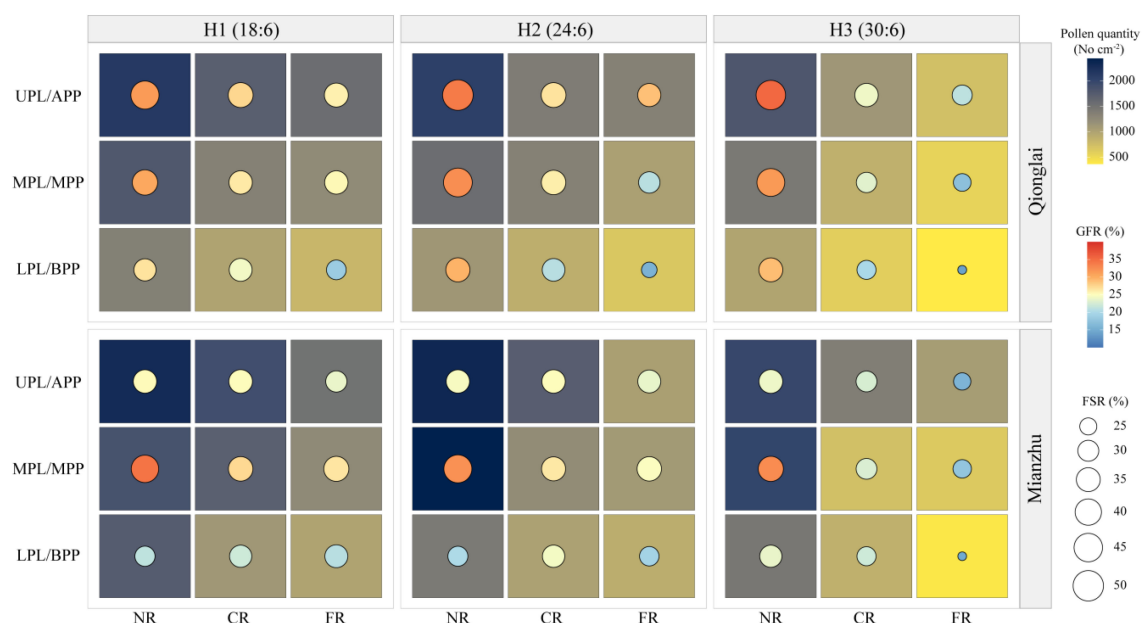 H1 (18:6)
H2 (24:6)
H3 (30:6)
UPL/APP
MPL/MPP
LPL/BPP
Qionglai
UPL/APP
MPL/MPP
LPL/BPP
Mianzhu
NR CR FR NR CR FR NR CR FR
Pollen quantity
(No cm⁻²)
2000
1500
1000
500
GFR (%)
35
30
25
20
15
FSR (%)
25
30
35
40
45
50